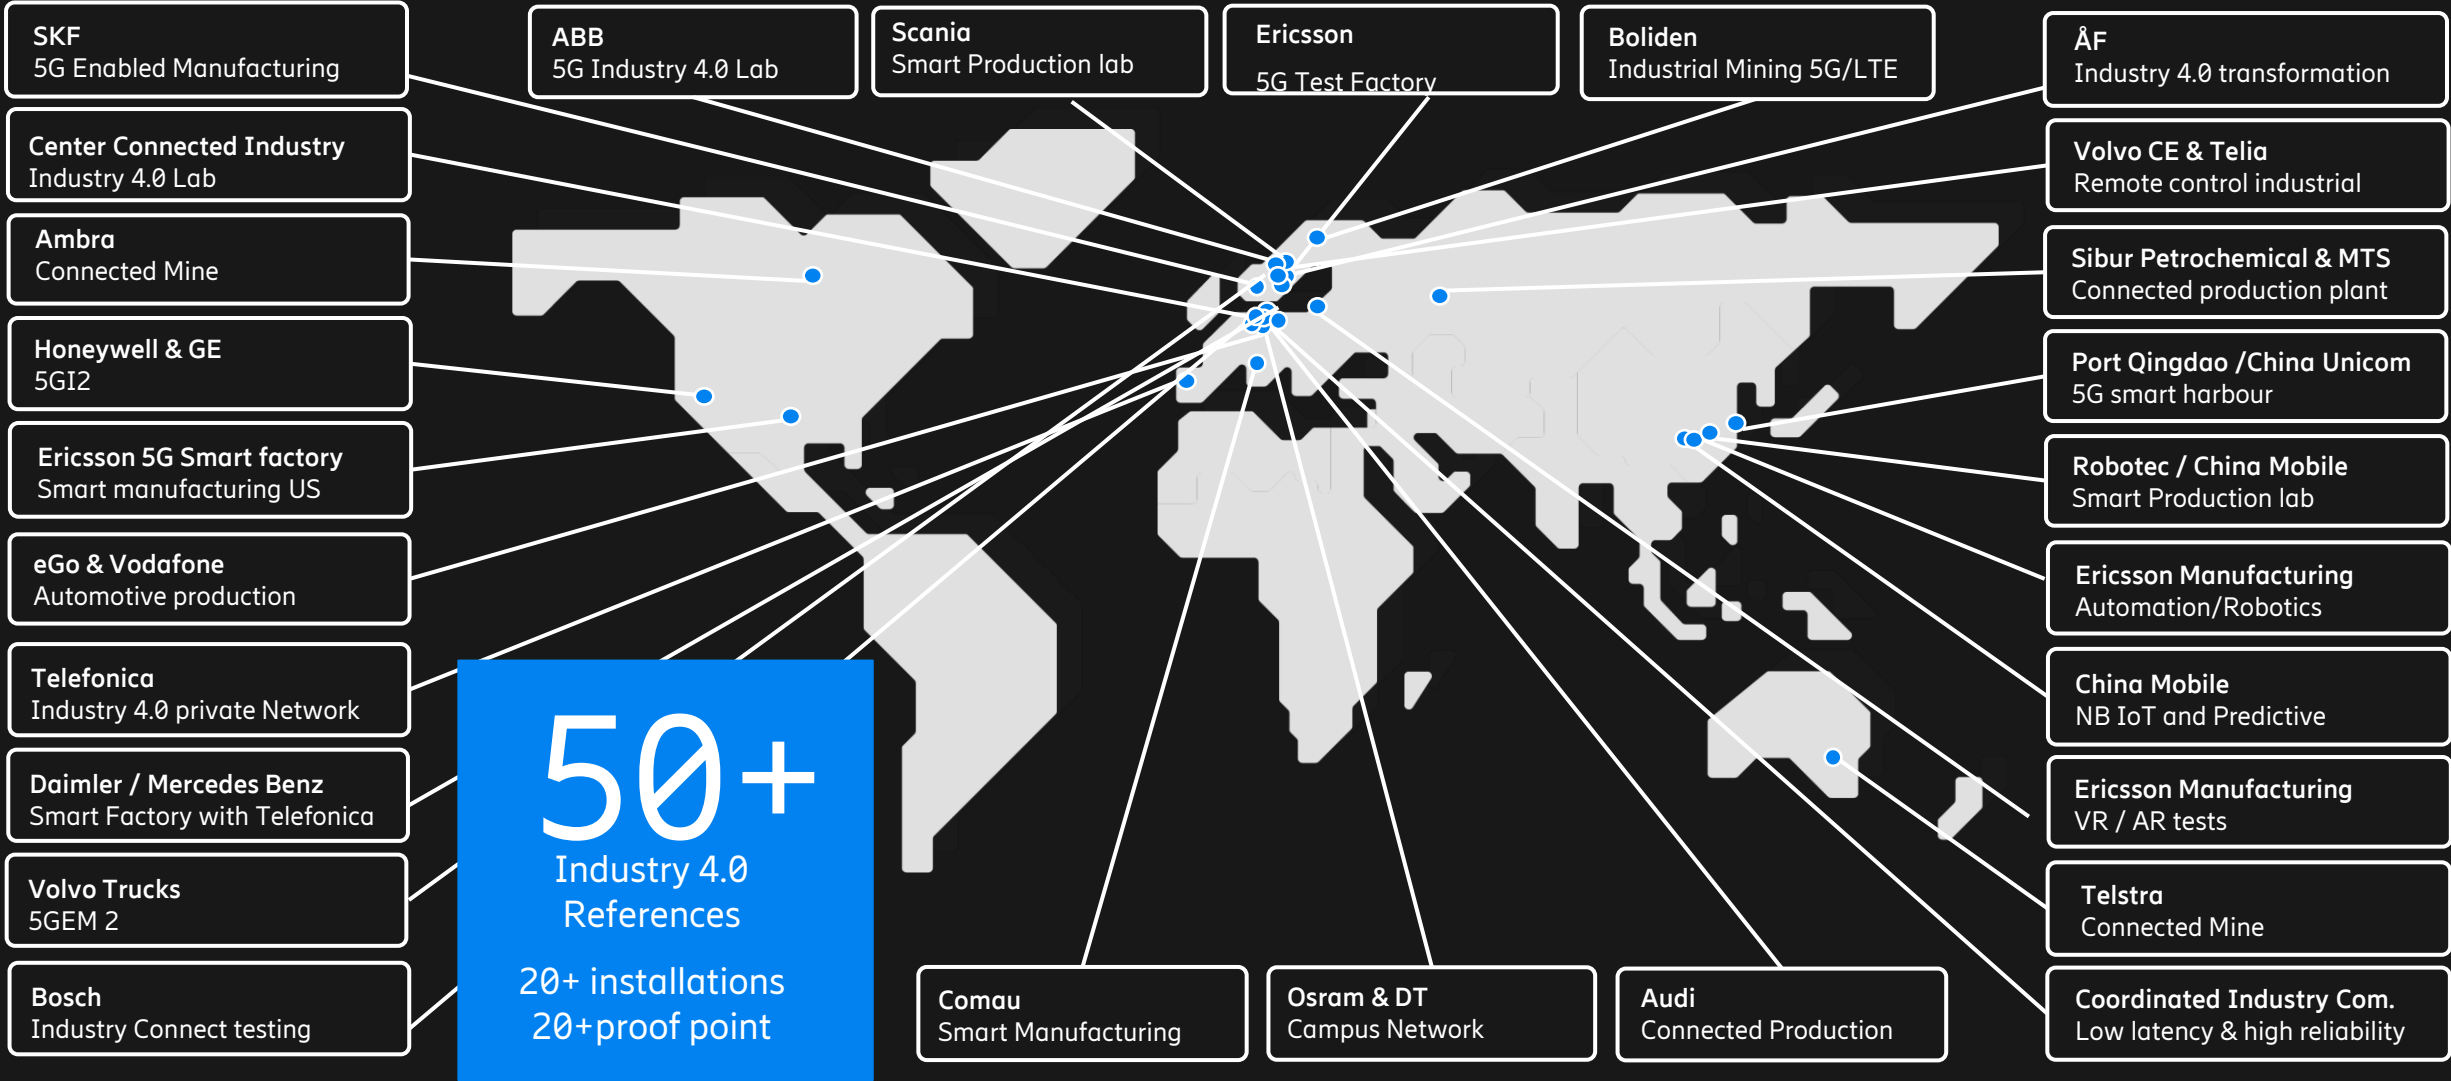 SKF
5G Enabled Manufacturing
ABB
5G Industry 4.0 Lab
Scania
Smart Production lab
Ericsson
5G Test Factory
Boliden
Industrial Mining 5G/LTE
ÅF
Industry 4.0 transformation
Center Connected Industry
Industry 4.0 Lab
Ambra
Connected Mine
Honeywell & GE
5GI2
Ericsson 5G Smart factory
Smart manufacturing US
eGo & Vodafone
Automotive production
Telefonica
Industry 4.0 private Network
Daimler / Mercedes Benz
Smart Factory with Telefonica
Volvo Trucks
5GEM 2
Bosch
Industry Connect testing
50+
Industry 4.0
References
20+ installations
20+proof point
Comau
Smart Manufacturing
Osram & DT
Campus Network
Audi
Connected Production
Volvo CE & Telia
Remote control industrial
Sibur Petrochemical & MTS
Connected production plant
Port Qingdao /China Unicom
5G smart harbour
Robotec / China Mobile
Smart Production lab
Ericsson Manufacturing
Automation/Robotics
China Mobile
NB IoT and Predictive
Ericsson Manufacturing
VR / AR tests
Telstra
Connected Mine
Coordinated Industry Com.
Low latency & high reliability